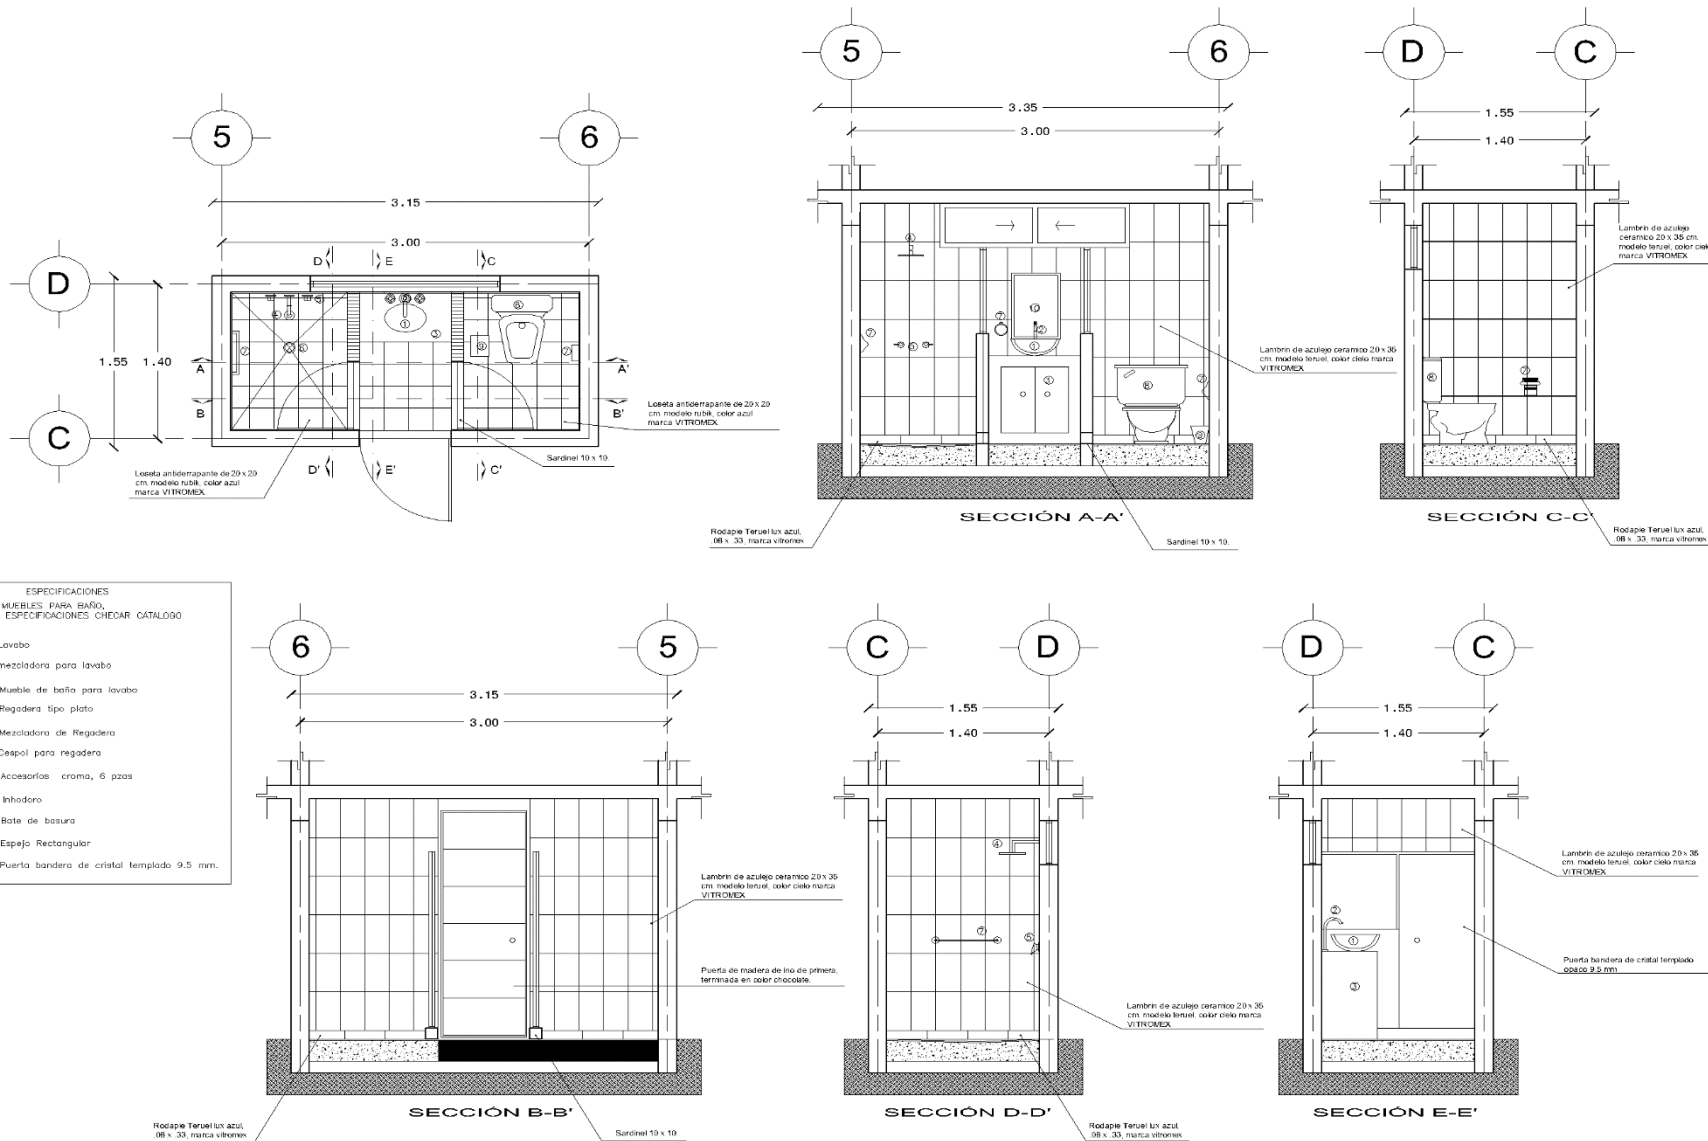 5
6
3.15
3.00
D
C
1.55
1.40
D
E
C
A
A'
B
B'
D'
E'
C'
Loseta antiderrapante de 20 x 20
cm. modelo rubik, color azul
marca VITROMEX
Loseta antiderrapante de 20 x 20
cm. modelo rubik, color azul
marca VITROMEX
Sardinel 10 x 10.
5
6
3.35
3.00
Lambrin de azulejo ceramico 20 x 35
cm. modelo teruel, color cielo marca
VITROMEX
SECCIÓN A-A'
Rodapie Teruel lux azul,
.08 x .33, marca vitromex
Sardinel 10 x 10.
D
C
1.55
1.40
Lambrin de azulejo
ceramico 20 x 35 cm.
modelo teruel, color ciel
marca VITROMEX
SECCIÓN C-C'
Rodapie Teruel lux azul,
.08 x .33, marca vitromex
ESPECIFICACIONES
MUEBLES PARA BAÑO,
ESPECIFICACIONES CHECAR CATALOGO
Lavabo
mezcladora para lavabo
Mueble de baño para lavabo
Regadera tipo plato
Mezcladora de Regadera
Cespol para regadera
Accesorios croma, 6 pzas
Inhodoro
Bote de basura
Espejo Rectangular
Puerta bandera de cristal templado 9.5 mm.
6
5
3.15
3.00
Lambrin de azulejo ceramico 20 x 35
cm. modelo teruel, color cielo marca
VITROMEX
Puerta de madera de ino de primera,
terminada en color chocolate.
SECCIÓN B-B'
Rodapie Teruel lux azul,
.08 x .33, marca vitromex
Sardinel 10 x 10
C
D
1.55
1.40
Lambrin de azulejo ceramico 20 x 35
cm. modelo teruel, color cielo marca
VITROMEX
SECCIÓN D-D'
Rodapie Teruel lux azul
.08 x .33, marca vitromex
D
C
1.55
1.40
Lambrin de azulejo ceramico 20 x 35
cm. modelo teruel, color cielo marca
VITROMEX
Puerta bandera de cristal templado
opaco 9.5 mm
SECCIÓN E-E'